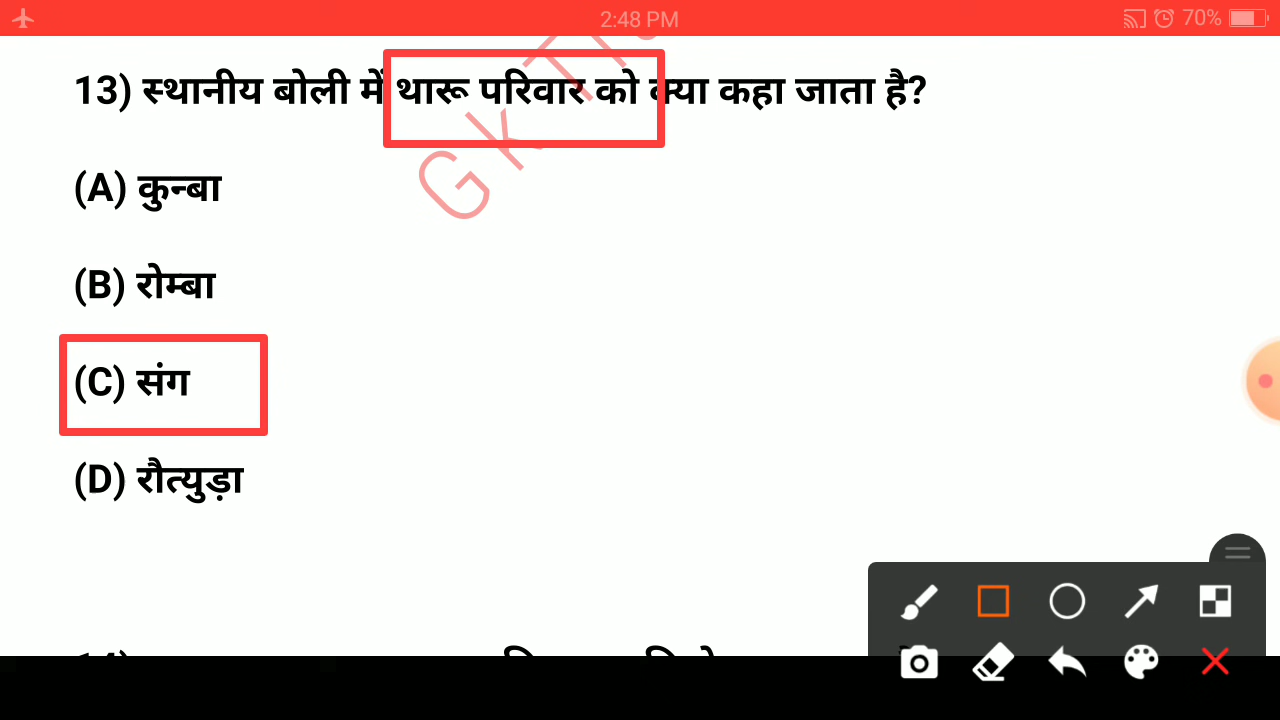 2:48 PM
70%
13) स्थानीय बोली में थारू परिवार को क्या कहा जाता है?
(A) कुन्बा
(B) रोम्बा
(C) संग
(D) रौत्युड़ा